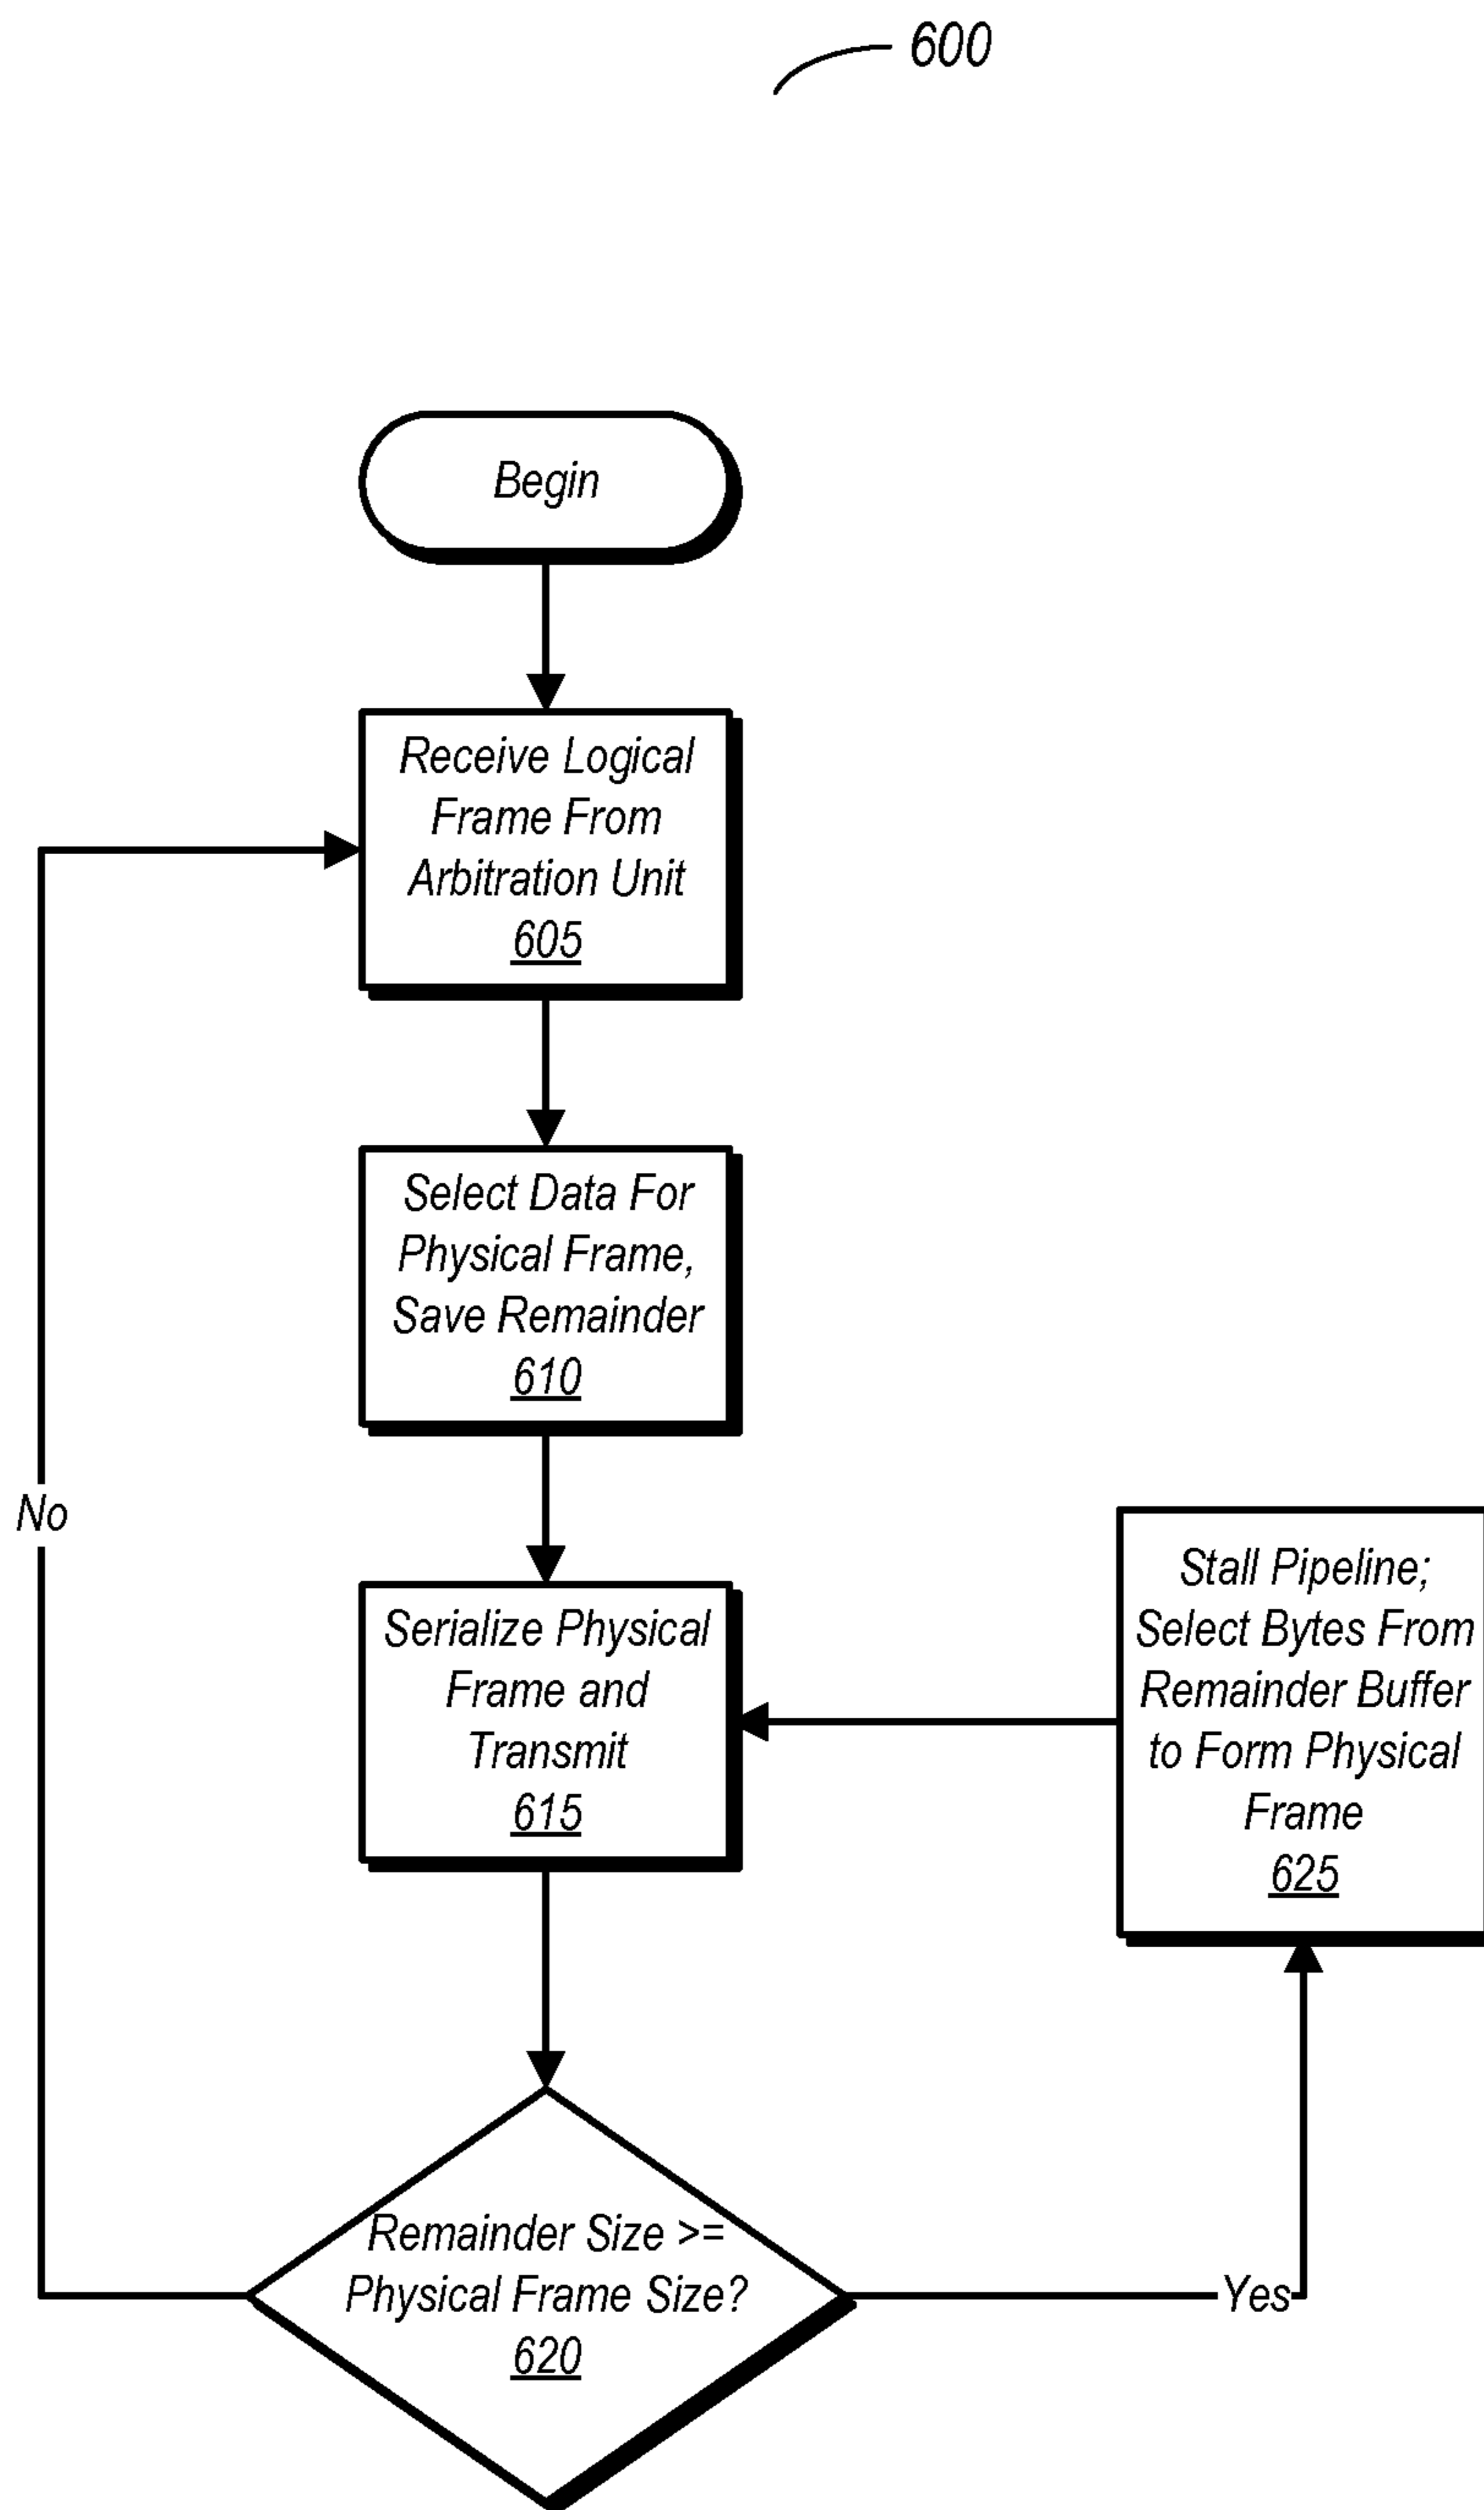 600
Begin
Receive Logical
Frame From
Arbitration Unit
605
Select Data For
Physical Frame,
Save Remainder
610
No
Stall Pipeline;
Select Bytes From
Remainder Buffer
to Form Physical
Frame
625
Serialize Physical
Frame and
Transmit
615
Remainder Size >=
Physical Frame Size?
620
Yes